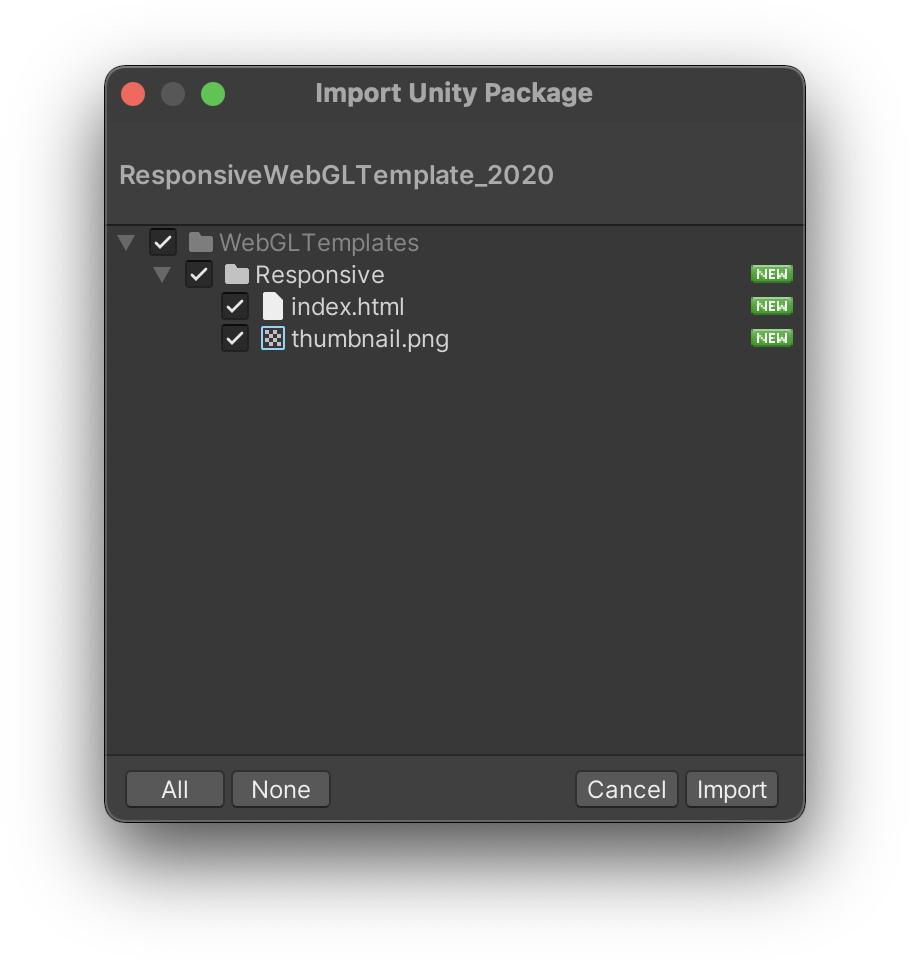 Import Unity Package
ResponsiveWebGLTemplate_2020
WebGLTemplates
Responsive NEW
index.html NEW
thumbnail.png NEW
All None Cancel Import